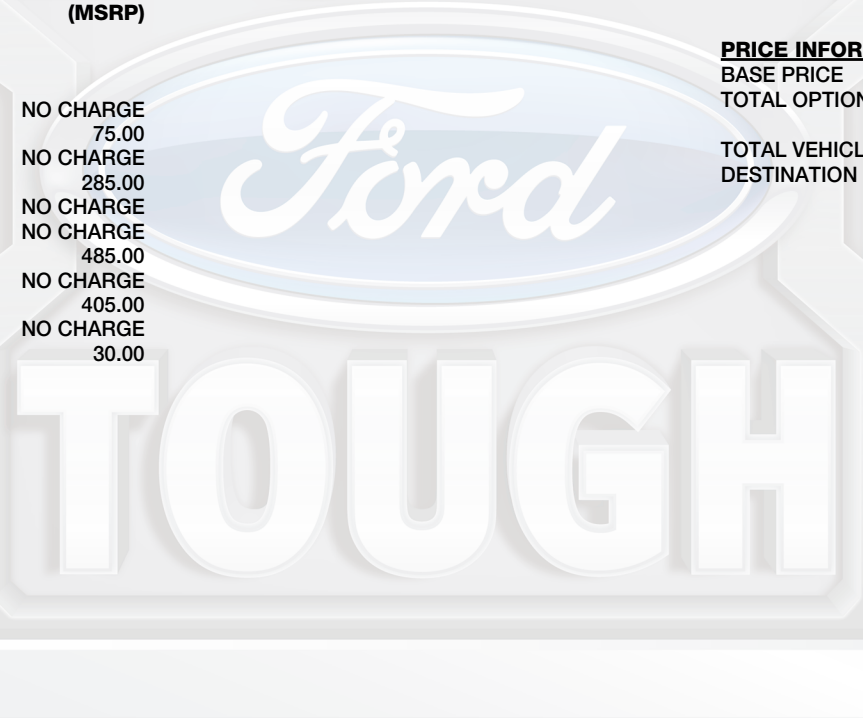 (MSRP)
NO CHARGE
75.00
NO CHARGE
285.00
NO CHARGE
NO CHARGE
485.00
NO CHARGE
405.00
NO CHARGE
30.00
PRICE INFOR
BASE PRICE
TOTAL OPTION
TOTAL VEHICL
DESTINATION
Ford
TOUGH